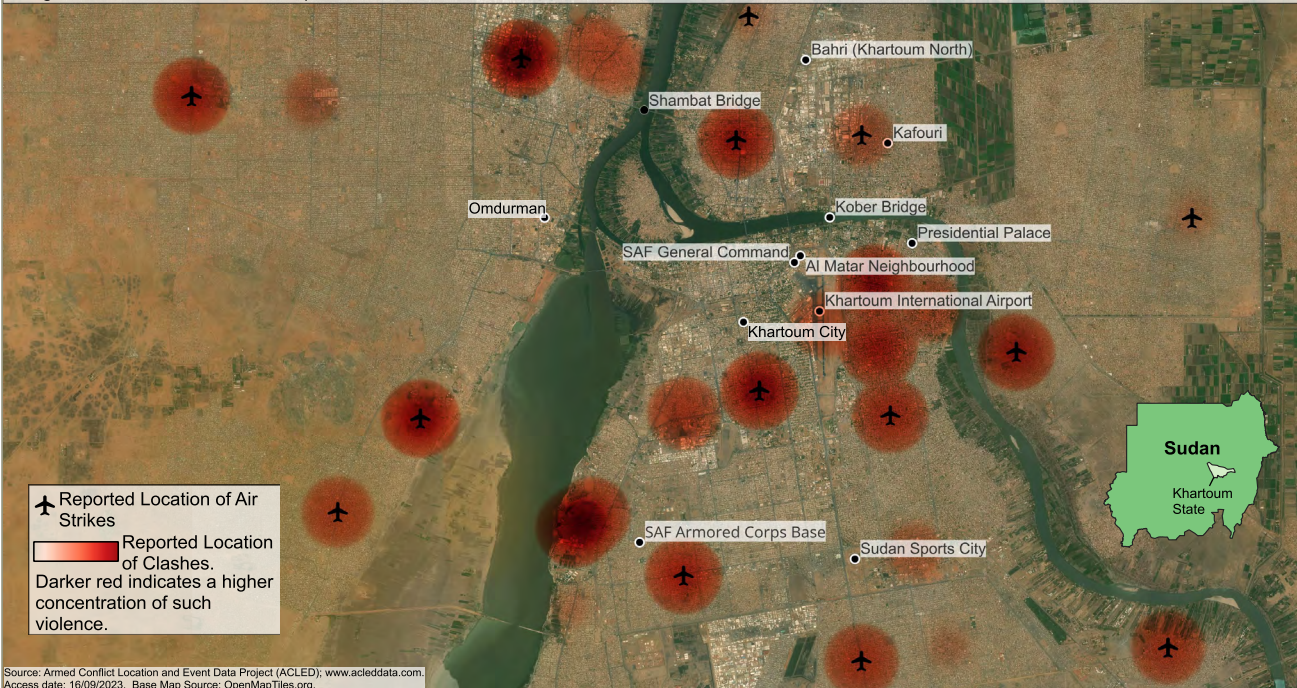 Bahri (Khartoum North)
Shambat Bridge
Kafouri
Omdurman
Kober Bridge
Presidential Palace
SAF General Command
Al Matar Neighbourhood
Khartoum International Airport
Khartoum City
Sudan
Khartoum
State
Reported Location of Air
Strikes
SAF Armored Corps Base
Reported Location
of Clashes.
Sudan Sports City
Darker red indicates a higher
concentration of such
violence.
Source: Armed Conflict Location and Event Data Project (ACLED); www.acleddata.com.
Access date: 16/09/2023. Base Map Source: OpenMapTiles.org.